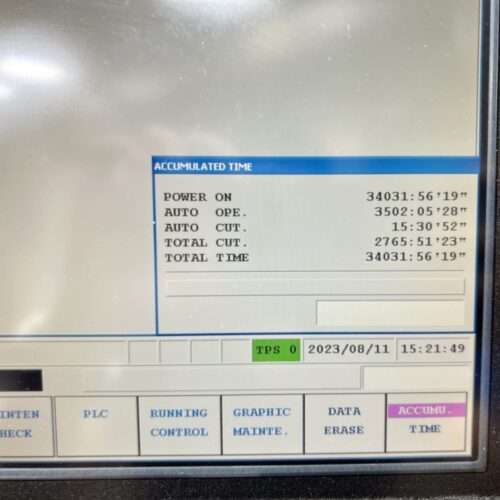 ACCUMULATED TIME
POWER ON 34031:56'19"
AUTO OPE. 3502:05'28"
AUTO CUT. 15:30'52"
TOTAL CUT. 2765:51'23"
TOTAL TIME 34031:56'19"
TPS 0 2023/08/11 15:21:49
INTEN PLC RUNNING GRAPHIC DATA ACCUMU.
HECK CONTROL MAINTE. ERASE TIME